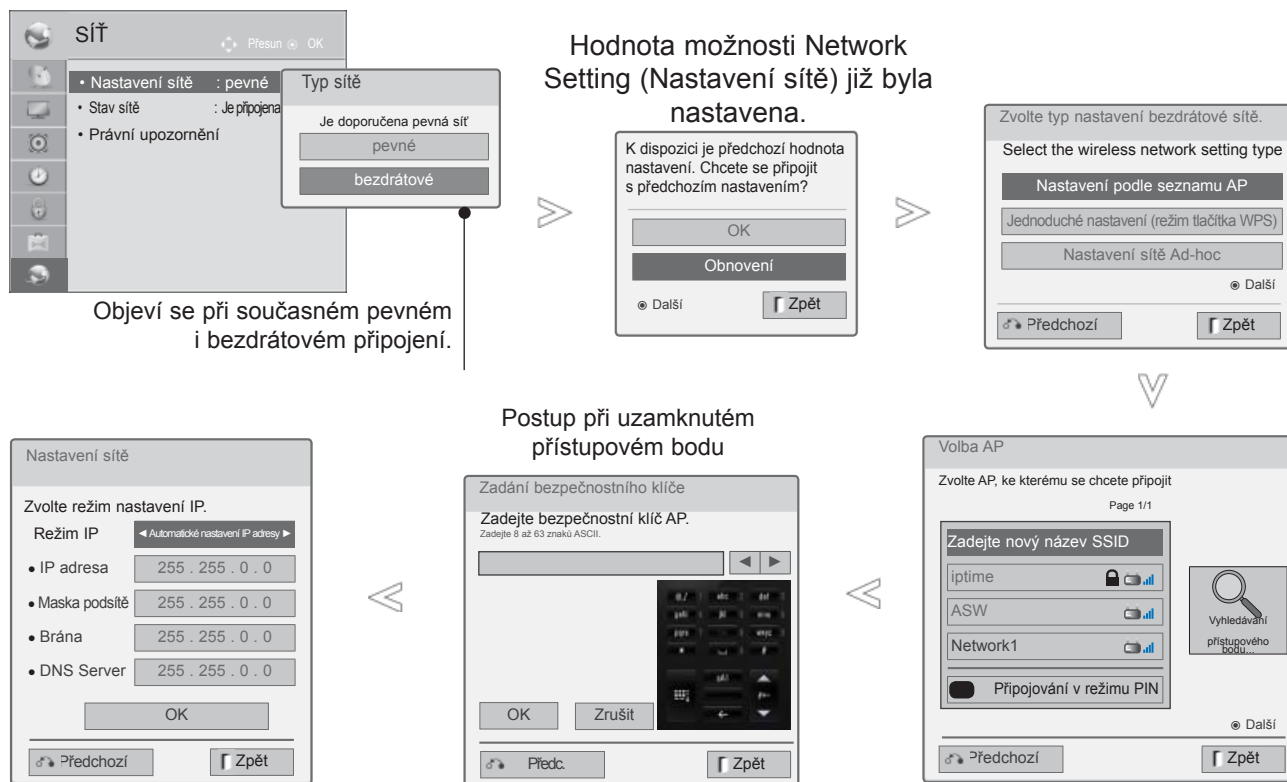 SÍŤ
Přesun OK
• Nastavení sítě : pevné
• Stav sítě : Je připojena
• Právní upozornění
Typ sítě
Je doporučena pevná síť
pevné
bezdrátové
Objeví se při současném pevném
i bezdrátovém připojení.
Hodnota možnosti Network
Setting (Nastavení sítě) již byla
nastavena.
K dispozici je předchozí hodnota
nastavení. Chcete se připojit
s předchozím nastavením?
OK
Obnovení
Další
Zpět
Zvolte typ nastavení bezdrátové sítě.
Select the wireless network setting type
Nastavení podle seznamu AP
Jednoduché nastavení (režim tlačítka WPS)
Nastavení sítě Ad-hoc
Další
Předchozí
Zpět
Volba AP
Zvolte AP, ke kterému se chcete připojit
Page 1/1
Zadejte nový název SSID
iptime
ASW
Network1
Připojování v režimu PIN
Vyhledávání
přístupového
bodu...
Další
Předchozí
Zpět
Postup při uzamknutém
přístupovém bodu
Zadání bezpečnostního klíče
Zadejte bezpečnostní klíč AP.
Zadejte 8 až 63 znaků ASCII.
◄ ►
OK
Zrušit
Předc.
Zpět
Nastavení sítě
Zvolte režim nastavení IP.
Režim IP ◄ Automatické nastavení IP adresy ►
• IP adresa 255 . 255 . 0 . 0
• Maska podsítě 255 . 255 . 0 . 0
• Brána 255 . 255 . 0 . 0
• DNS Server 255 . 255 . 0 . 0
OK
Předchozí
Zpět